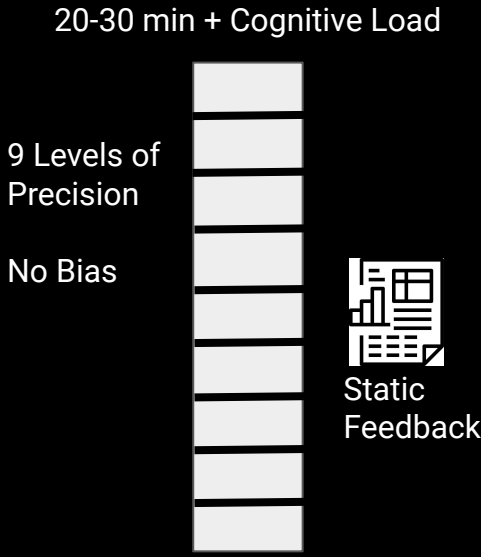 20-30 min + Cognitive Load
9 Levels of
Precision
No Bias
Static
Feedback